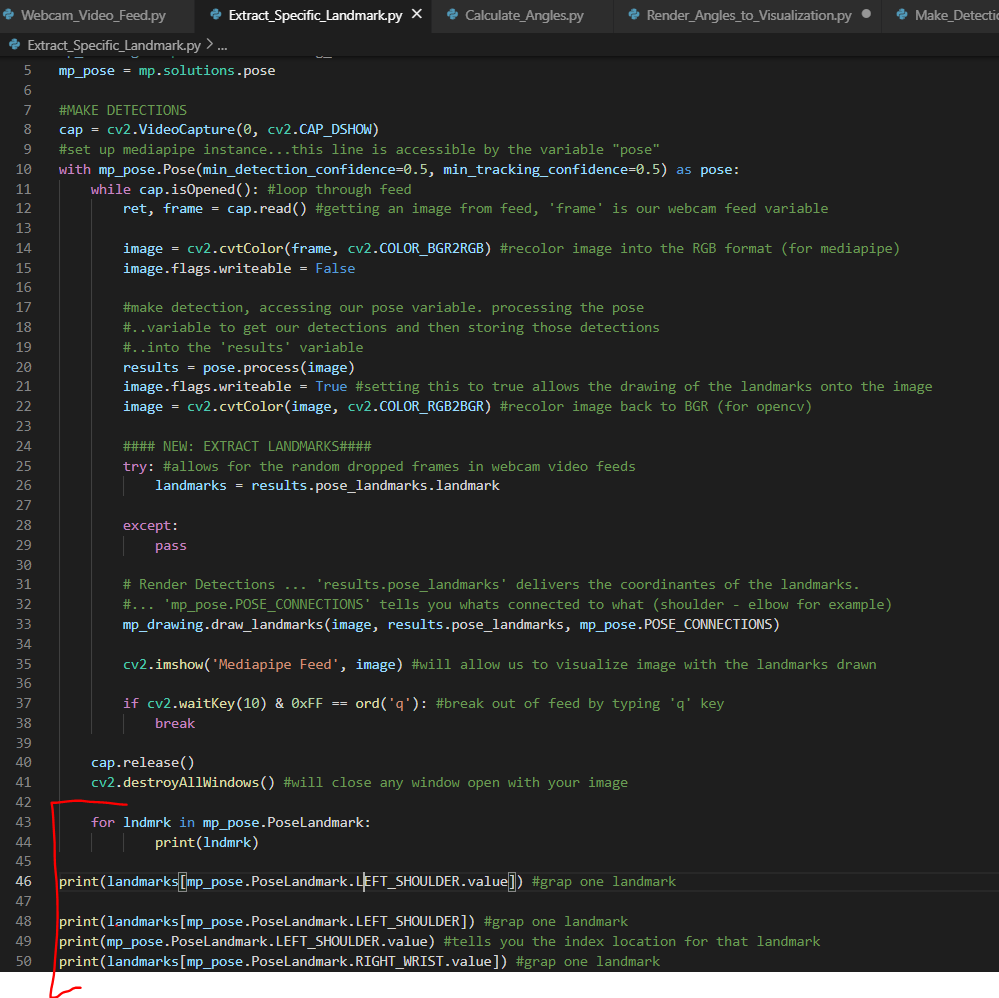 Webcam_Video_Feed.py
Extract_Specific_Landmark.py
Calculate_Angles.py
Render_Angles_to_Visualization.py
Extract_Specific_Landmark.py > ...
5 mp_pose = mp.solutions.pose
6
7 #MAKE DETECTIONS
8 cap = cv2.VideoCapture(0, cv2.CAP_DSHOW)
9 #set up mediapipe instance...this line is accessible by the variable "pose"
10 with mp_pose.Pose(min_detection_confidence=0.5, min_tracking_confidence=0.5) as pose:
11 while cap.isOpened(): #loop through feed
12 ret, frame = cap.read() #getting an image from feed, 'frame' is our webcam feed variable
13
14 image = cv2.cvtColor(frame, cv2.COLOR_BGR2RGB) #recolor image into the RGB format (for mediapipe)
15 image.flags.writeable = False
16
17 #make detection, accessing our pose variable. processing the pose
18 #..variable to get our detections and then storing those detections
19 #..into the 'results' variable
20 results = pose.process(image)
21 image.flags.writeable = True #setting this to true allows the drawing of the landmarks onto the image
22 image = cv2.cvtColor(image, cv2.COLOR_RGB2BGR) #recolor image back to BGR (for opencv)
23
24 #### NEW: EXTRACT LANDMARKS####
25 try: #allows for the random dropped frames in webcam video feeds
26 landmarks = results.pose_landmarks.landmark
27
28 except:
29 pass
30
31 # Render Detections ... 'results.pose_landmarks' delivers the coordinantes of the landmarks.
32 #... 'mp_pose.POSE_CONNECTIONS' tells you whats connected to what (shoulder - elbow for example)
33 mp_drawing.draw_landmarks(image, results.pose_landmarks, mp_pose.POSE_CONNECTIONS)
34
35 cv2.imshow('Mediapipe Feed', image) #will allow us to visualize image with the landmarks drawn
36
37 if cv2.waitKey(10) & 0xFF == ord('q'): #break out of feed by typing 'q' key
38 break
39
40 cap.release()
41 cv2.destroyAllWindows() #will close any window open with your image
42
43 for lndmrk in mp_pose.PoseLandmark:
44 print(lndmrk)
45
46 print(landmarks[mp_pose.PoseLandmark.LEFT_SHOULDER.value]) #grap one landmark
47
48 print(landmarks[mp_pose.PoseLandmark.LEFT_SHOULDER]) #grap one landmark
49 print(mp_pose.PoseLandmark.LEFT_SHOULDER.value) #tells you the index location for that landmark
50 print(landmarks[mp_pose.PoseLandmark.RIGHT_WRIST.value]) #grap one landmark